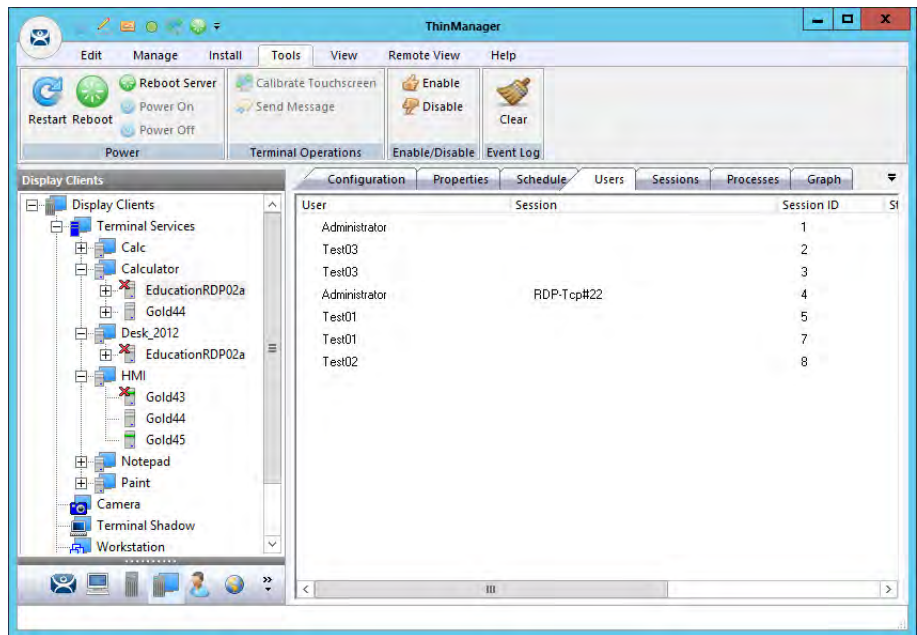 ThinManager
Edit Manage Install Tools View Remote View Help
Restart Reboot
Reboot Server
Power On
Power Off
Power
Calibrate Touchscreen
Send Message
Terminal Operations
Enable
Disable
Enable/Disable
Clear
Event Log
Display Clients
Display Clients
Terminal Services
Calc
Calculator
EducationRDP02a
Gold44
Desk_2012
EducationRDP02a
HMI
Gold43
Gold44
Gold45
Notepad
Paint
Camera
Terminal Shadow
Workstation
Configuration Properties Schedule Users Sessions Processes Graph
User Session Session ID St
Administrator 1
Test03 2
Test03 3
Administrator RDP-Tcp#22 4
Test01 5
Test01 7
Test02 8